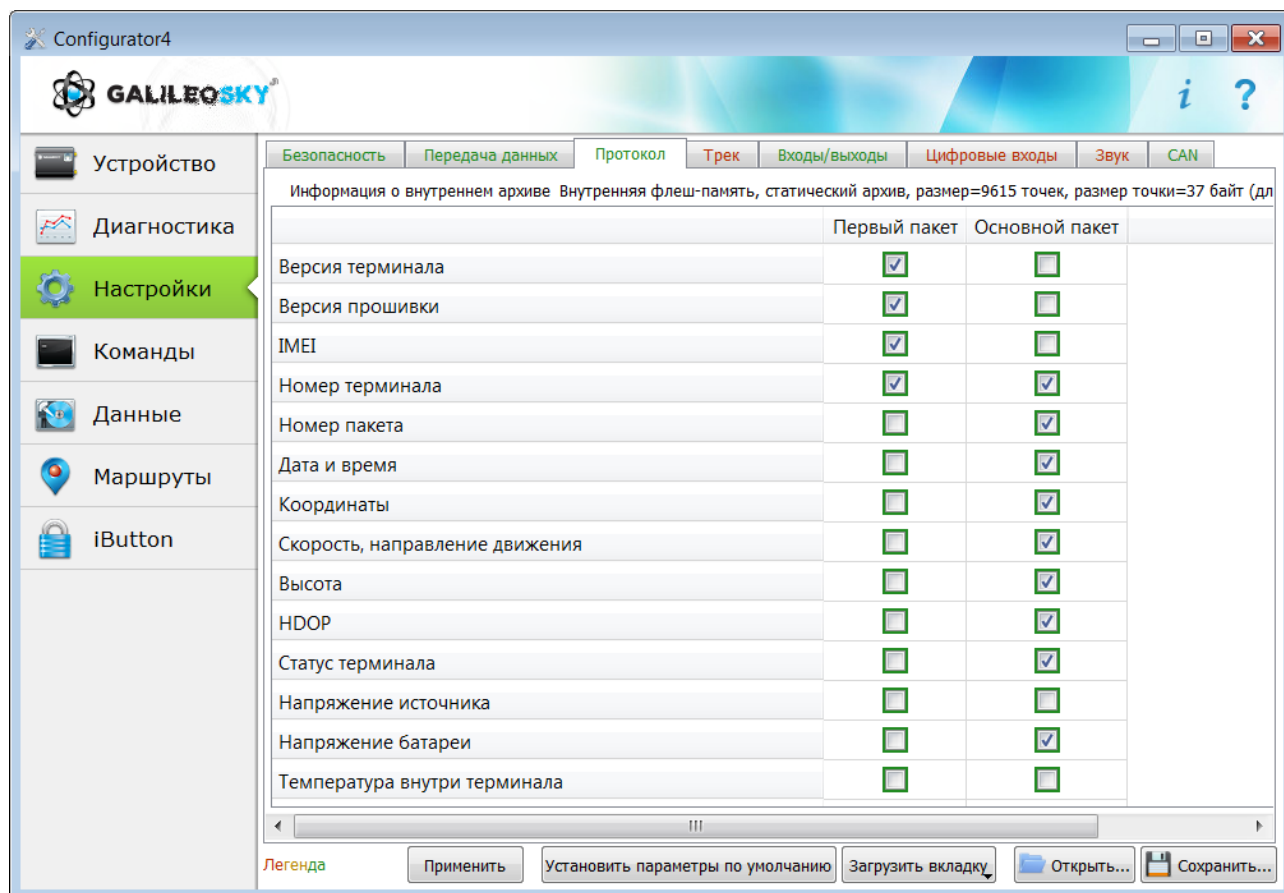 Configurator4
GALILEOSKY
i ?
Устройство
Диагностика
Настройки
Команды
Данные
Маршруты
iButton
Безопасность Передача данных Протокол Трек Входы/выходы Цифровые входы Звук CAN
Информация о внутреннем архиве Внутренняя флеш-память, статический архив, размер=9615 точек, размер точки=37 байт (дл
Первый пакет Основной пакет
Версия терминала
Версия прошивки
IMEI
Номер терминала
Номер пакета
Дата и время
Координаты
Скорость, направление движения
Высота
HDOP
Статус терминала
Напряжение источника
Напряжение батареи
Температура внутри терминала
Легенда Применить Установить параметры по умолчанию Загрузить вкладку Открыть... Сохранить...